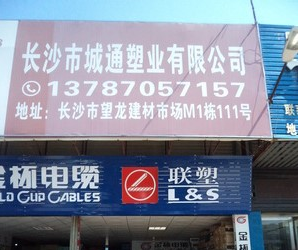 长沙市城通塑业有限公司
13787057157
地址:长沙市望龙建材市场M1栋111号
金杯电缆
LD CUP CABLES
联塑
L&S
联